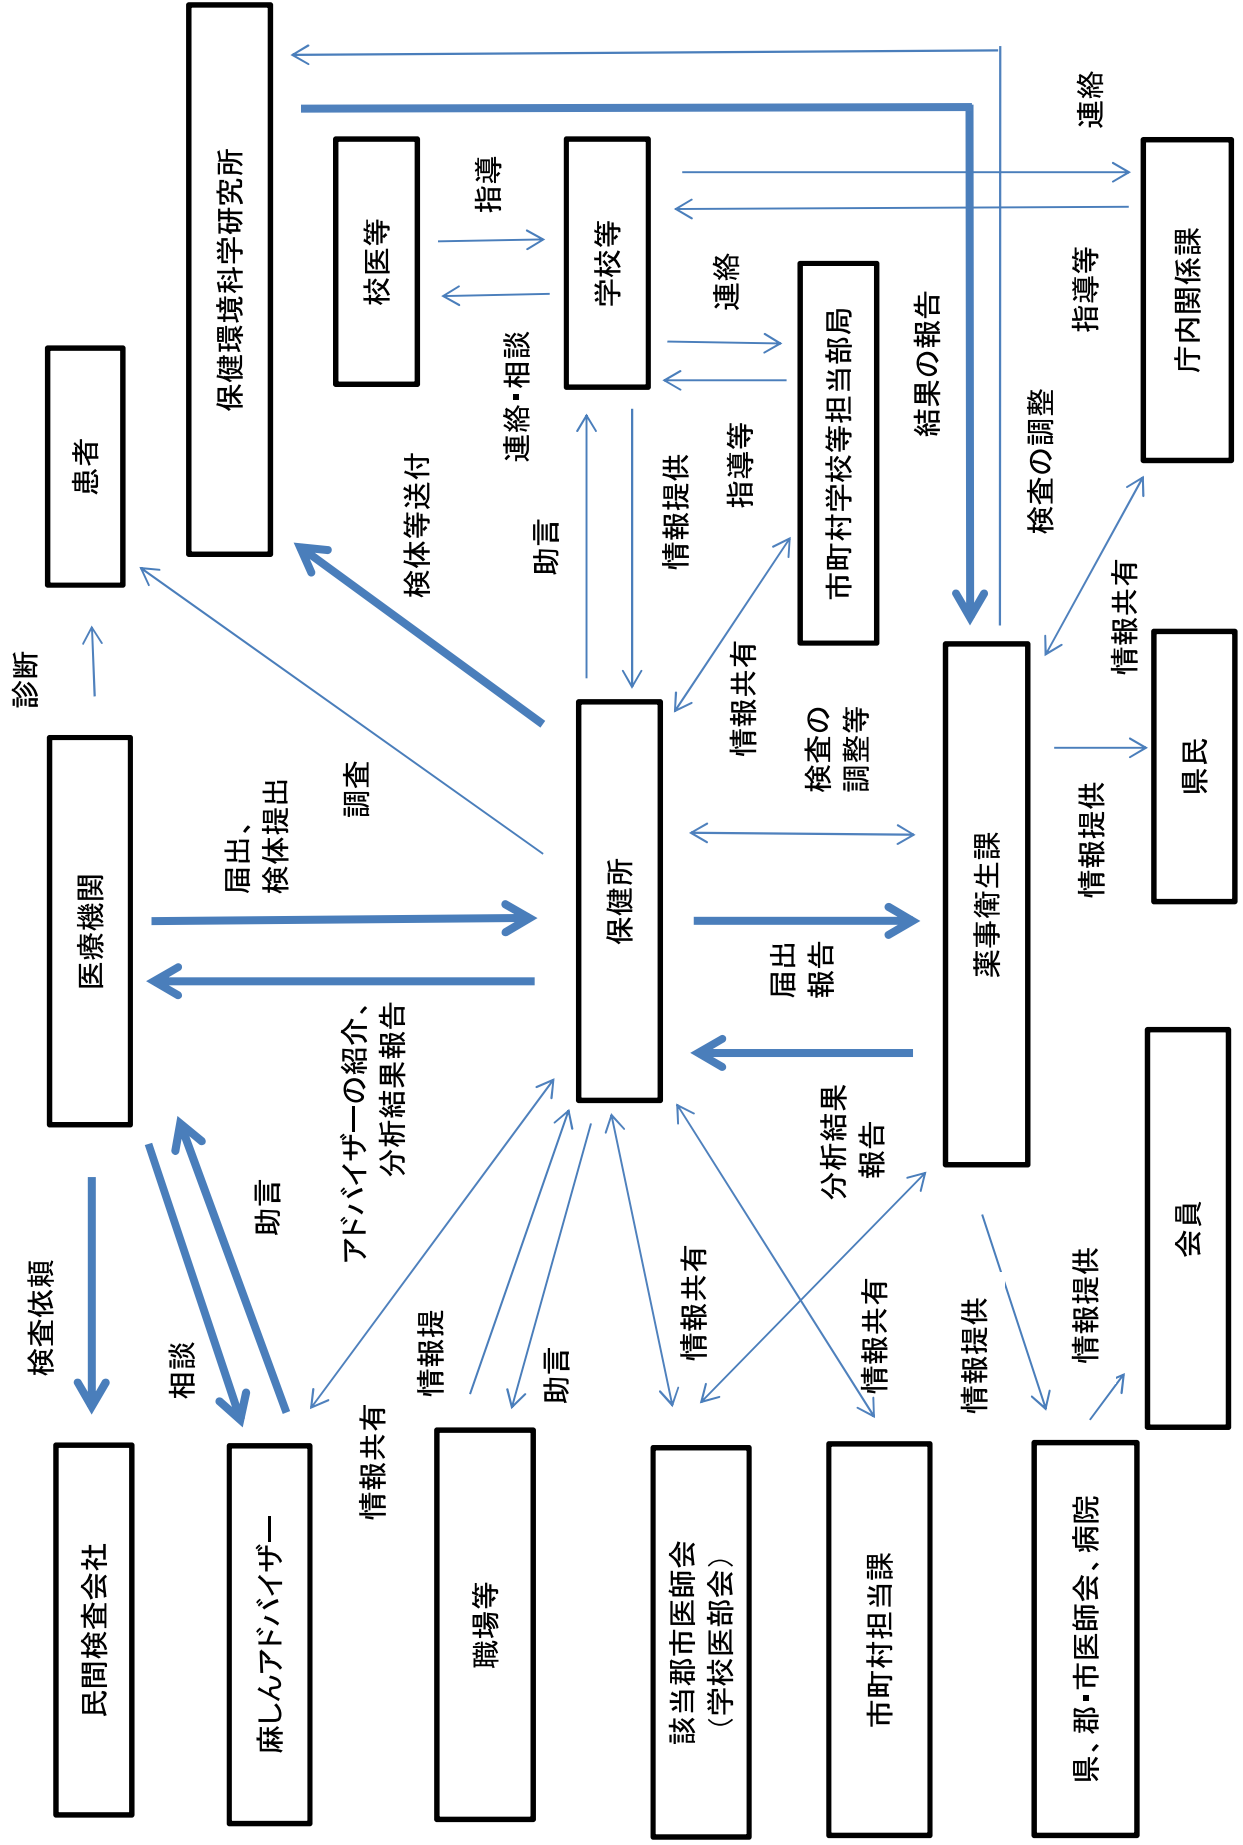 検査依頼
診断
民間検査会社
医療機関
患者
相談
麻しんアドバイザー
助言
届出、
検体提出
保健環境科学研究所
情報共有
アドバイザーの紹介、
分析結果報告
調査
校医等
情報提
検体等送付
職場等
指導
連絡・相談
助言
助言
保健所
学校等
情報提供
該当郡市医師会
（学校医部会）
情報共有
情報共有
指導等
連絡
届出
報告
検査の
調整等
市町村学校等担当部局
分析結果
報告
市町村担当課
情報共有
結果の報告
情報提供
薬事衛生課
検査の調整
県、郡・市医師会、病院
情報提供
情報提供
情報共有
指導等
連絡
会員
県民
庁内関係課